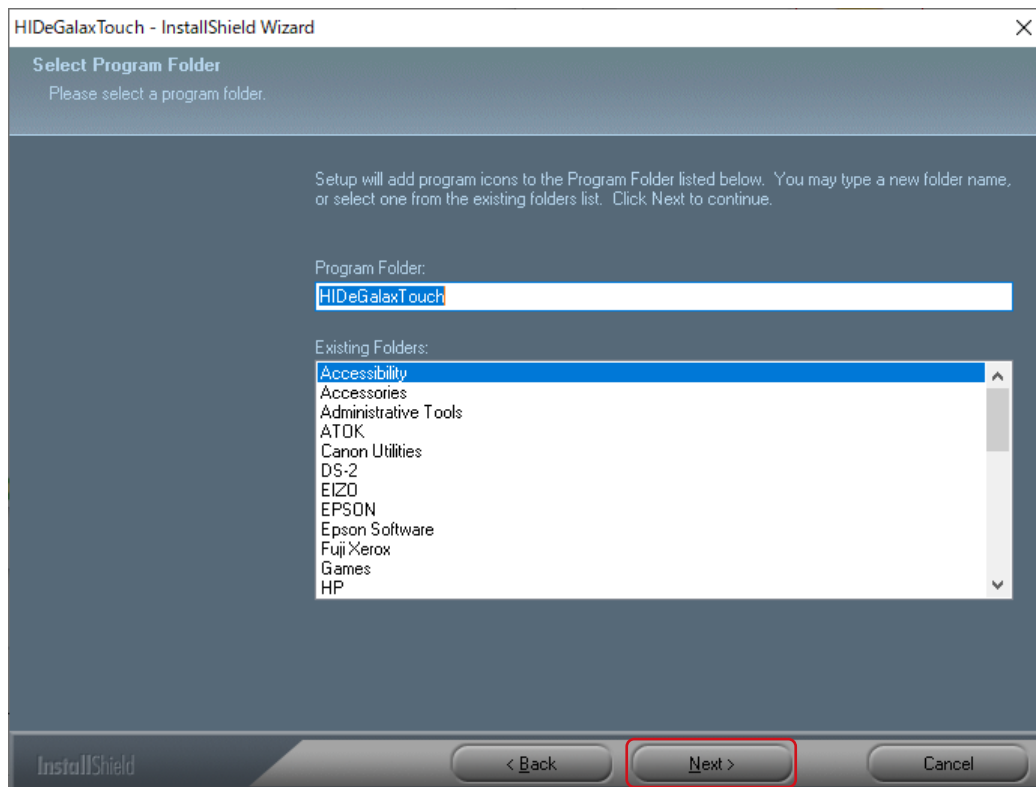 HIDeGalaxTouch - InstallShield Wizard
Select Program Folder
Please select a program folder.
Setup will add program icons to the Program Folder listed below.  You may type a new folder name,
or select one from the existing folders list.  Click Next to continue.
Program Folder:
HIDeGalaxTouch
Existing Folders:
Accessibility
Accessories
Administrative Tools
ATOK
Canon Utilities
DS-2
EIZO
EPSON
Epson Software
Fuji Xerox
Games
HP
InstallShield
< Back
Next >
Cancel